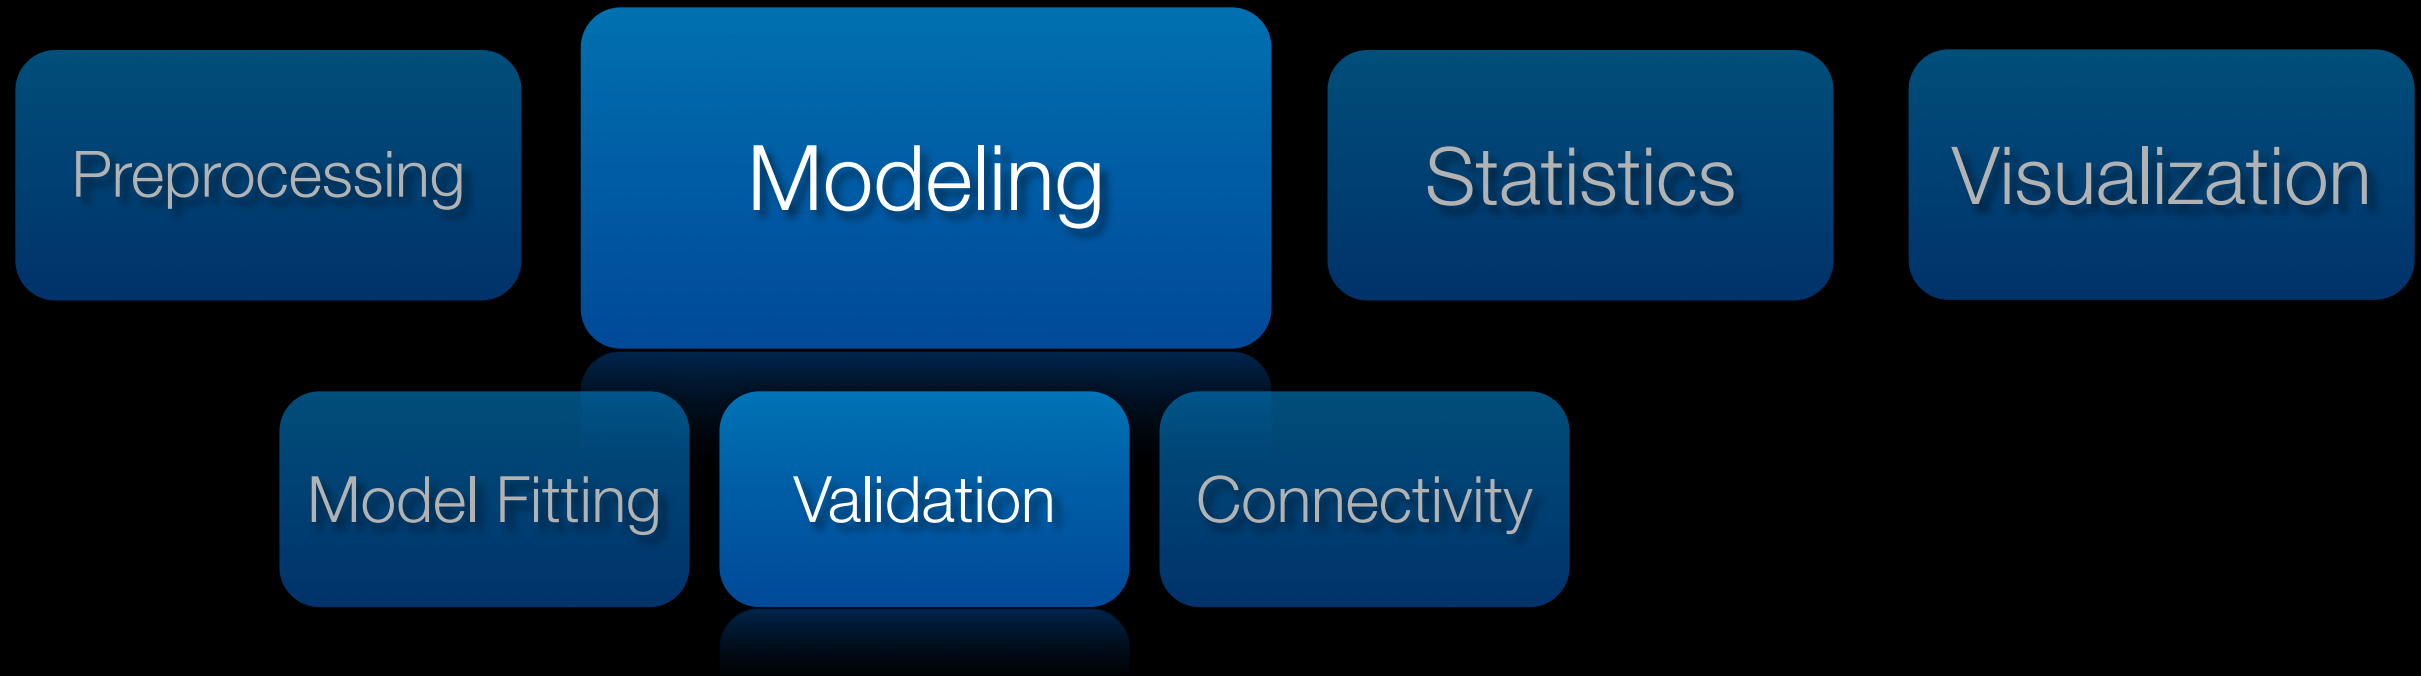 Preprocessing
Modeling
Statistics
Visualization
Model Fitting
Validation
Connectivity